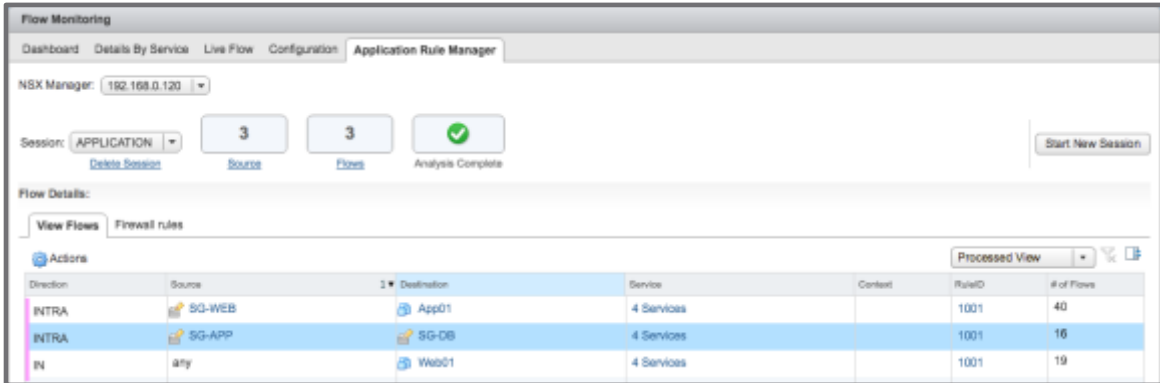 Flow Monitoring
Dashboard Details By Service Live Flow Configuration Application Rule Manager
NSX Manager: 192.168.0.120
Session: APPLICATION 3 3 Start New Session
Delete Session Source Flows Analysis Complete
Flow Details:
View Flows Firewall rules
Actions Processed View
Direction Source 1 Destination Service Context RuleID # of Flows
INTRA SG-WEB App01 4 Services 1001 40
INTRA SG-APP SG-DB 4 Services 1001 16
IN any Web01 4 Services 1001 19